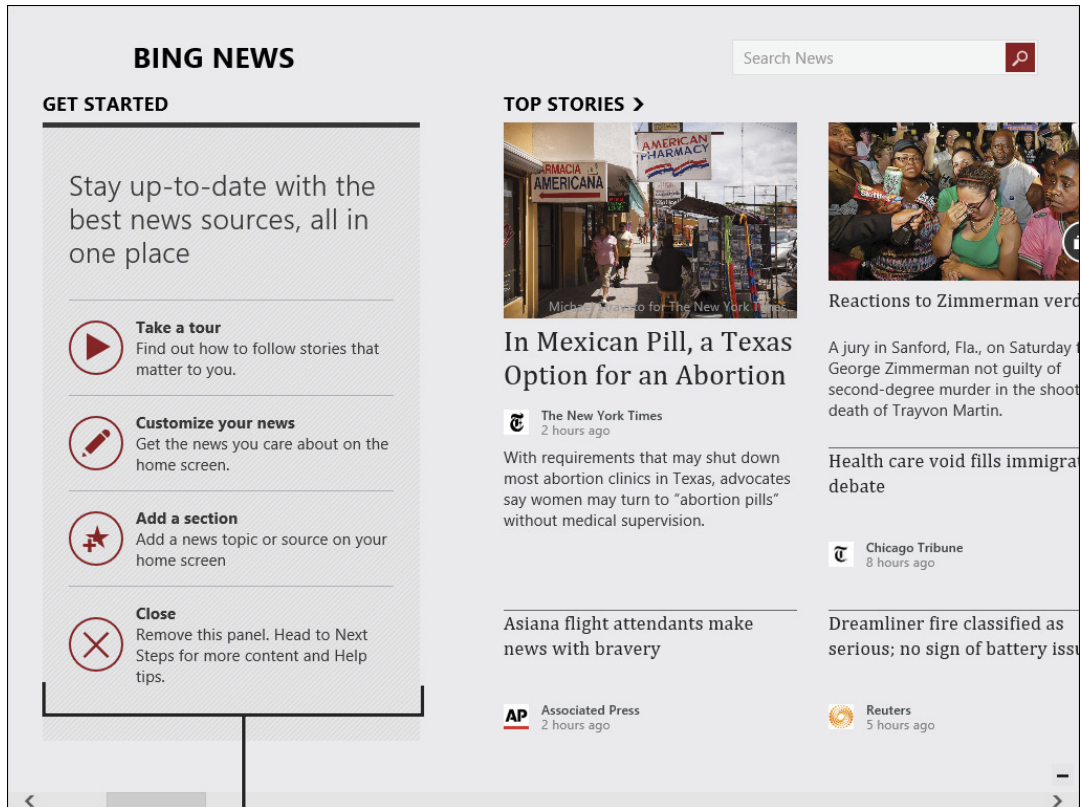 BING NEWS
Search News
GET STARTED
Stay up-to-date with the
best news sources, all in
one place
Take a tour
Find out how to follow stories that
matter to you.
Customize your news
Get the news you care about on the
home screen.
Add a section
Add a news topic or source on your
home screen
Close
Remove this panel. Head to Next
Steps for more content and Help
tips.
TOP STORIES
AMERICAN
PHARMACY
ARMACIA
AMERICANA
for The New York Times
In Mexican Pill, a Texas
Option for an Abortion
The New York Times
2 hours ago
With requirements that may shut down
most abortion clinics in Texas, advocates
say women may turn to “abortion pills”
without medical supervision.
Asiana flight attendants make
news with bravery
AP
Associated Press
2 hours ago
Reactions to Zimmerman verd
A jury in Sanford, Fla., on Saturday f
George Zimmerman not guilty of
second-degree murder in the shoot
death of Trayvon Martin.
Health care void fills immigrat
debate
Chicago Tribune
8 hours ago
Dreamliner fire classified as
serious; no sign of battery issu
Reuters
5 hours ago